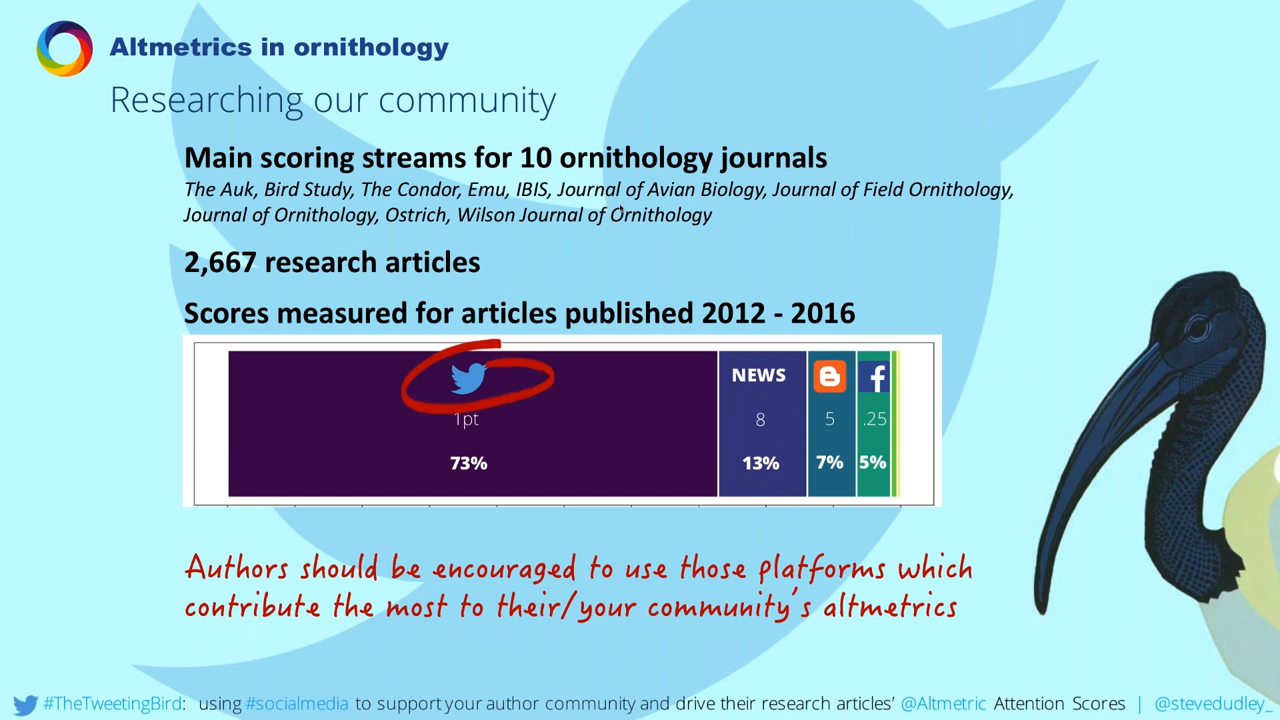 Altmetrics in ornithology
Researching our community
Main scoring streams for 10 ornithology journals
The Auk, Bird Study, The Condor, Emu, IBIS, Journal of Avian Biology, Journal of Field Ornithology,
Journal of Ornithology, Ostrich, Wilson Journal of Ornithology
2,667 research articles
Scores measured for articles published 2012 - 2016
NEWS
1pt 8 5 .25
73% 13% 7% 5%
Authors should be encouraged to use those platforms which
contribute the most to their/your community's altmetrics
#TheTweetingBird: using #socialmedia to support your author community and drive their research articles' @Altmetric Attention Scores | @stevedudley_